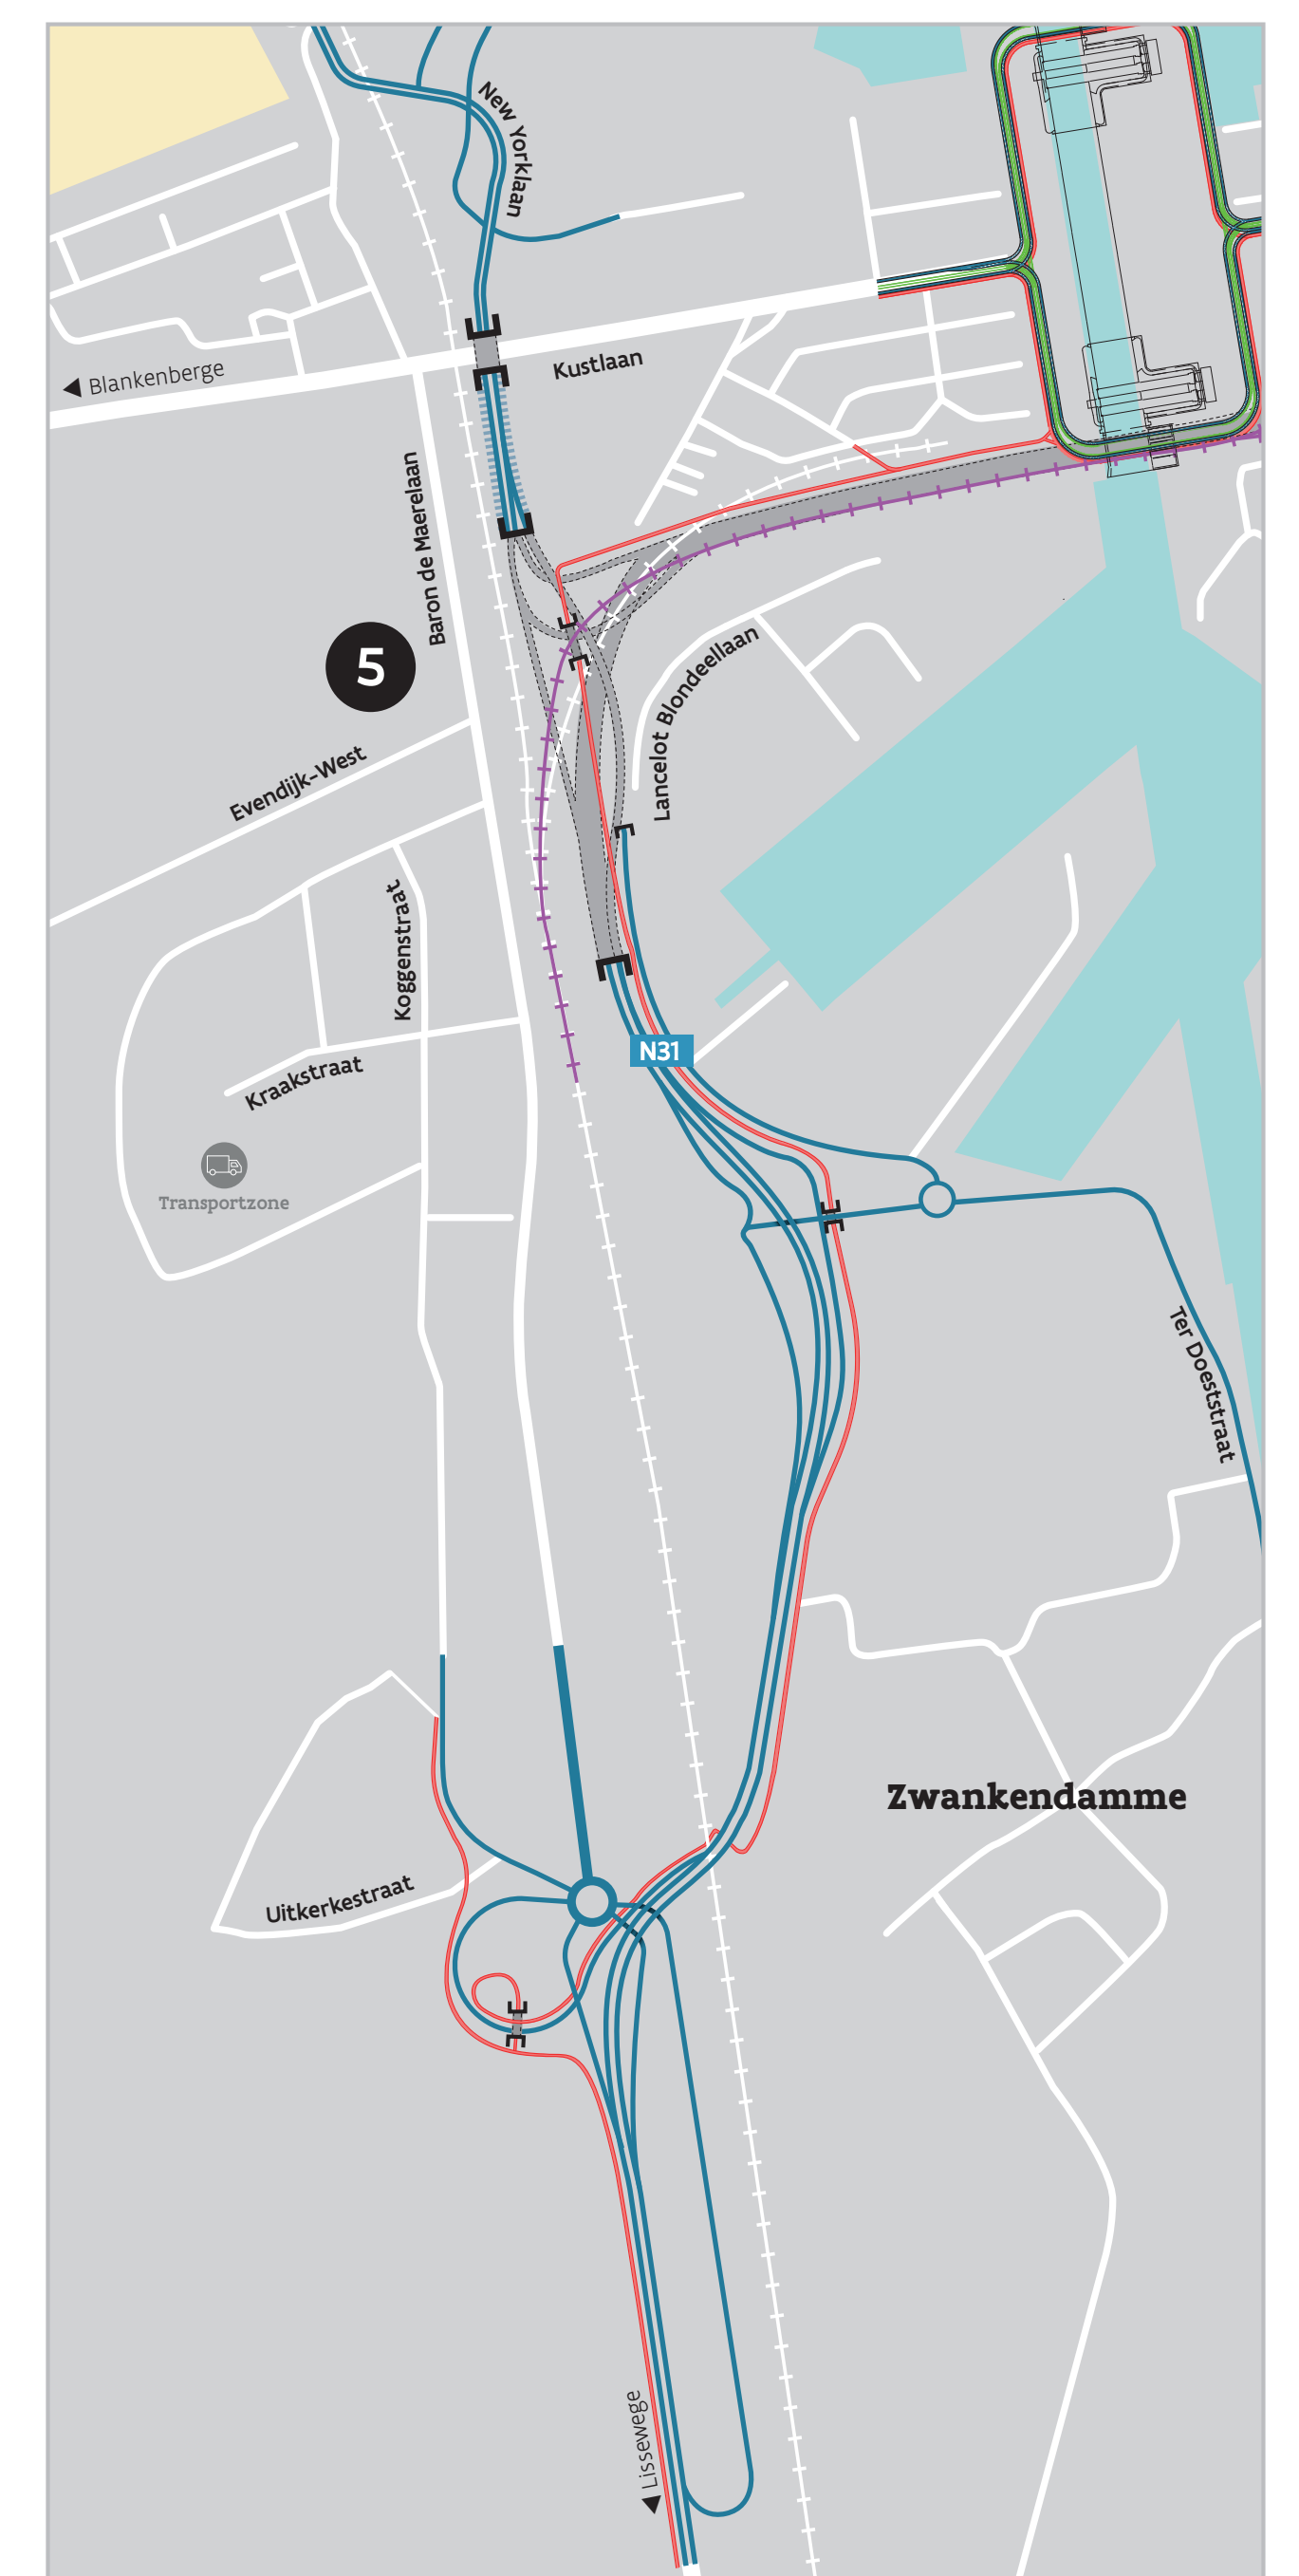 New Yorklaan
Kustlaan
◀ Blankenberge
Baron de Maerelaan
5
Lancelot Blondeellaan
Evendijk-West
Koggenstraat
N31
Kraakstraat
Transportzone
Ter Doeststraat
Zwankendamme
Uitkerkestraat
◀ Lissewege